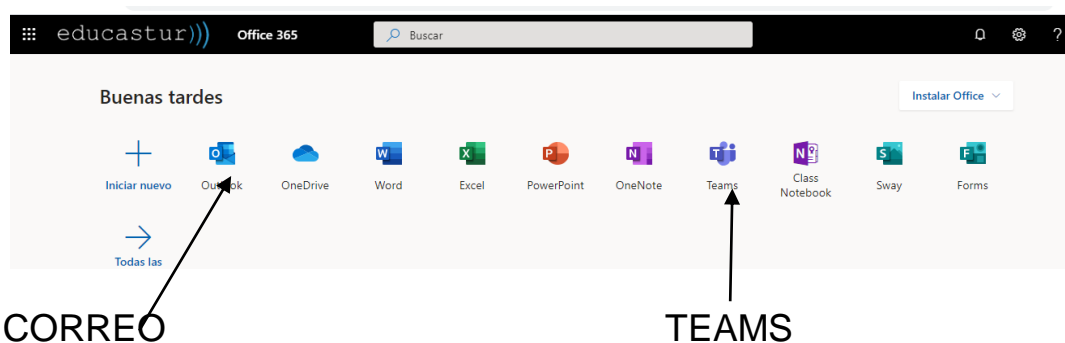 educastur))) Office 365 Buscar ?
Buenas tardes
Instalar Office
Iniciar nuevo Outlook OneDrive Word Excel PowerPoint OneNote Teams Class Notebook Sway Forms
Todas las
CORREO TEAMS